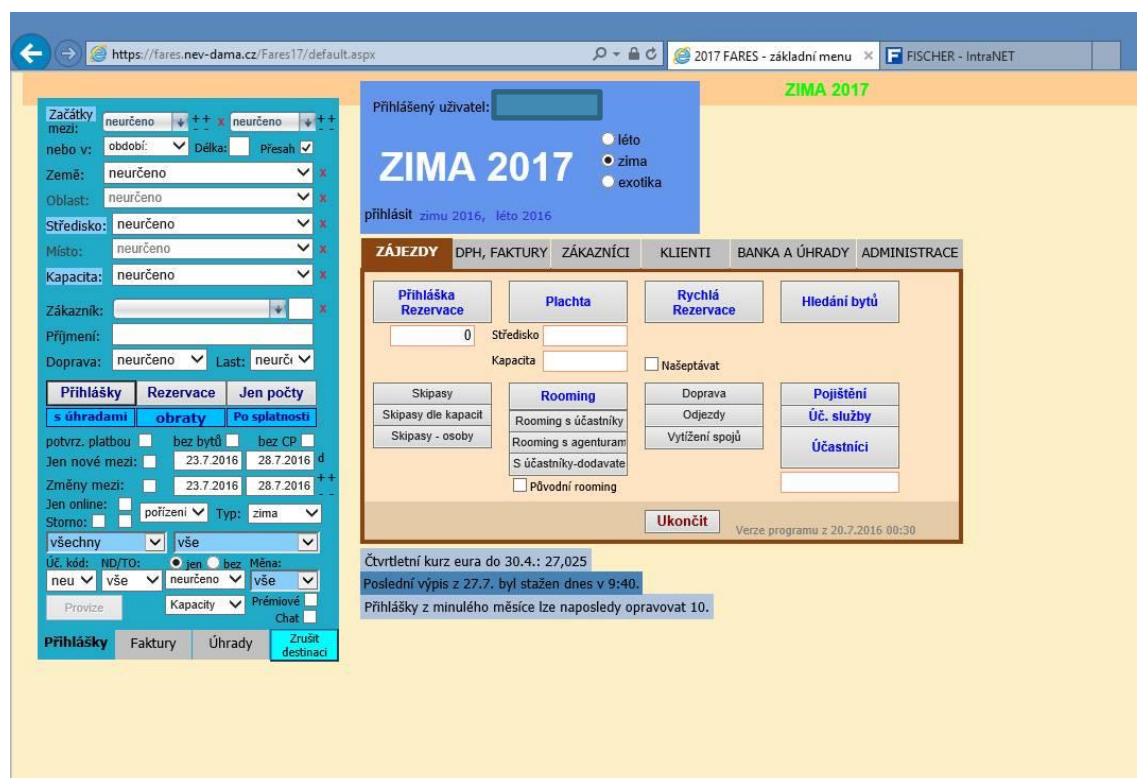 https://fares.nev-dama.cz/Fares17/default.aspx
2017 FARES - základní menu
FISCHER - IntraNET
ZIMA 2017
Začátky mezi: neurčeno ++ -- x neurčeno ++ --
nebo v: období: Délka: Přesah
Země: neurčeno x
Oblast: neurčeno x
Středisko: neurčeno x
Místo: neurčeno x
Kapacita: neurčeno x
Zákazník: x
Příjmení:
Doprava: neurčeno Last: neurč
Přihlášky Rezervace Jen počty
s úhradami obraty Po splatnosti
potvrz. platbou bez bytů bez CP
Jen nové mezi: 23.7.2016 28.7.2016 d
Změny mezi: 23.7.2016 28.7.2016 ++ --
Jen online:
Storno: pořízení Typ: zima
všechny vše
Úč. kód: ND/TO: jen bez Měna:
neu vše neurčeno vše
Provize Kapacity Prémiové
Chat
Přihlášky Faktury Úhrady Zrušit destinaci
Přihlášený uživatel:
léto
ZIMA 2017 zima
exotika
přihlásit zimu 2016, léto 2016
ZÁJEZDY DPH, FAKTURY ZÁKAZNÍCI KLIENTI BANKA A ÚHRADY ADMINISTRACE
Přihláška Rezervace Plachta Rychlá Rezervace Hledání bytů
0 Středisko
Kapacita Našeptávat
Skipasy Rooming Doprava Pojištění
Skipasy dle kapacit Rooming s účastníky Odjezdy Úč. služby
Skipasy - osoby Rooming s agenturam Vytížení spojů Účastníci
S účastníky-dodavate
Původní rooming
Ukončit Verze programu z 20.7.2016 00:30
Čtvrtletní kurz eura do 30.4.: 27,025
Poslední výpis z 27.7. byl stažen dnes v 9:40.
Přihlášky z minulého měsíce lze naposledy opravovat 10.